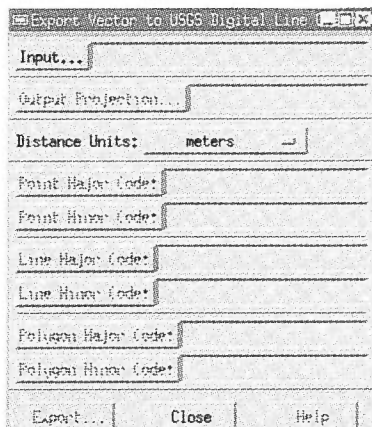 Export Vector to USGS Digital Line
Input...
Output Projection...
Distance Units: meters
Point Major Code:
Point Minor Code:
Line Major Code:
Line Minor Code:
Polygon Major Code:
Polygon Minor Code:
Export... Close Help